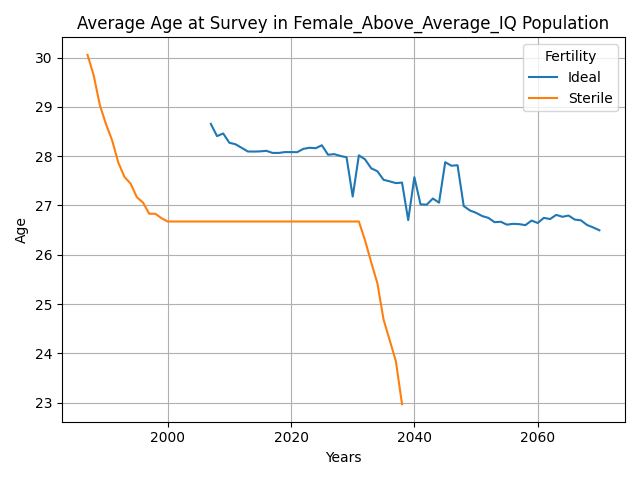 Average Age at Survey in Female_Above_Average_IQ Population
Fertility
Ideal
Sterile
Age
30
29
28
27
26
25
24
23
2000
2020
2040
2060
Years